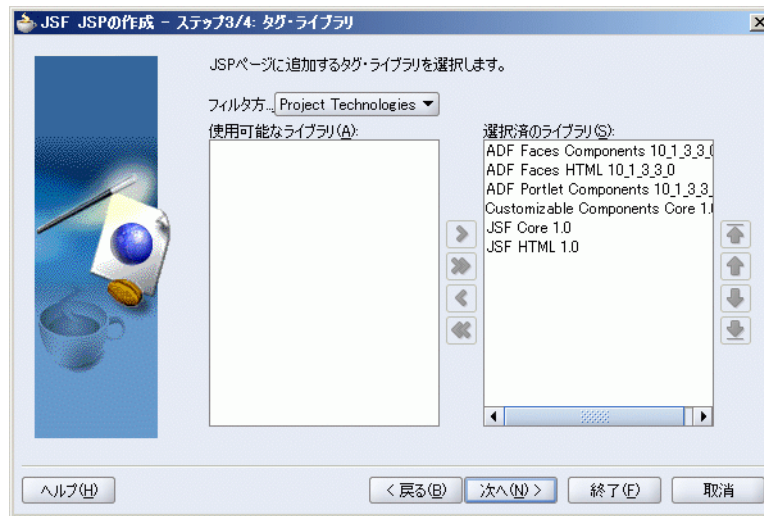 JSF JSPの作成 - ステップ3/4: タグ・ライブラリ
JSPページに追加するタグ・ライブラリを選択します。
フィルタ方... Project Technologies
使用可能なライブラリ(A):
選択済のライブラリ(S):
ADF Faces Components 10_1_3_3_0
ADF Faces HTML 10_1_3_3_0
ADF Portlet Components 10_1_3_3_
Customizable Components Core 1.0
JSF Core 1.0
JSF HTML 1.0
ヘルプ(H)
< 戻る(B)
次へ(N) >
終了(F)
取消